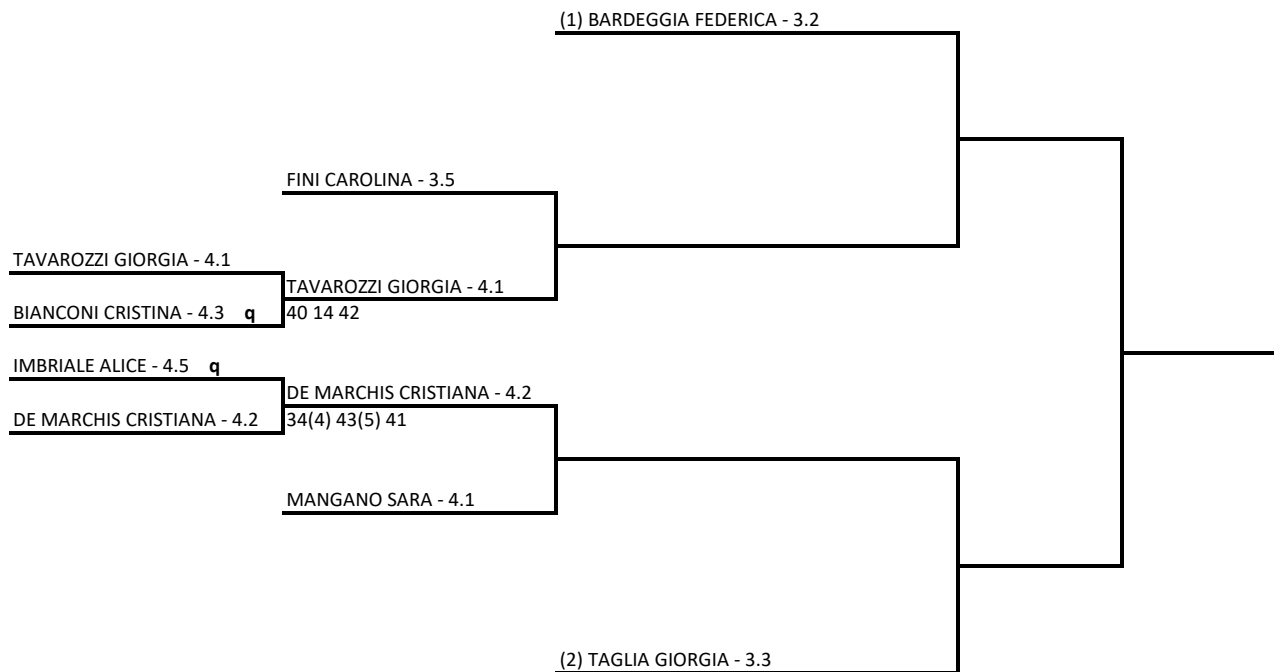 (1) BARDEGGIA FEDERICA - 3.2
FINI CAROLINA - 3.5
TAVAROZZI GIORGIA - 4.1
TAVAROZZI GIORGIA - 4.1
BIANCONI CRISTINA - 4.3 q
40 14 42
IMBRIALE ALICE - 4.5 q
DE MARCHIS CRISTIANA - 4.2
DE MARCHIS CRISTIANA - 4.2
34(4) 43(5) 41
MANGANO SARA - 4.1
(2) TAGLIA GIORGIA - 3.3